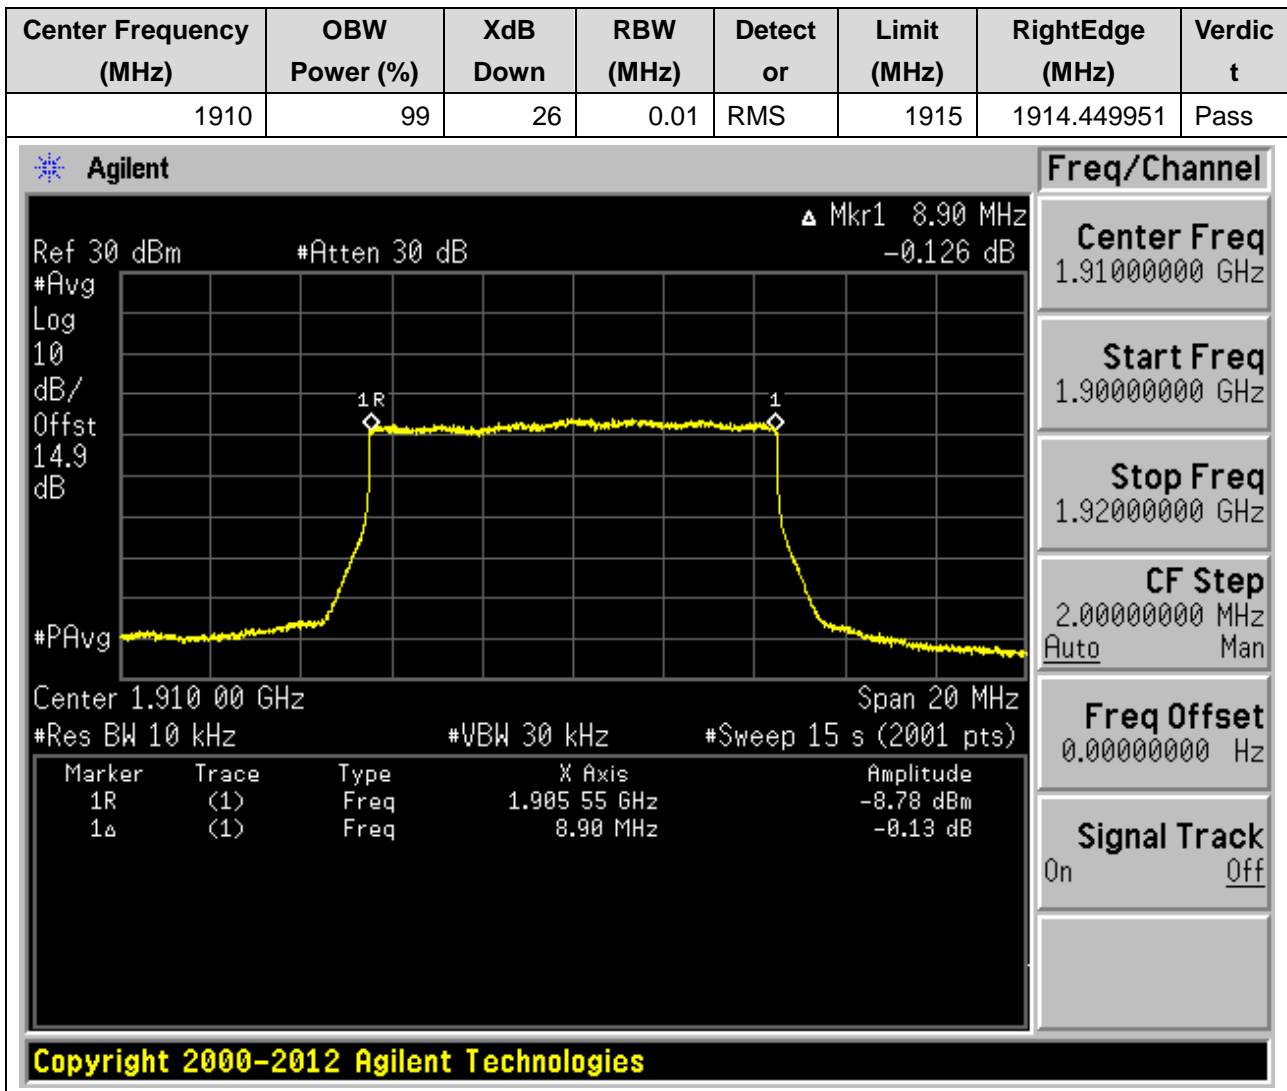 Center Frequency (MHz) OBW Power (%) XdB Down RBW (MHz) Detect or Limit (MHz) RightEdge (MHz) Verdic t
1910 99 26 0.01 RMS 1915 1914.449951 Pass
Agilent
Freq/Channel
Δ Mkr1 8.90 MHz
Ref 30 dBm #Atten 30 dB -0.126 dB
#Avg
Log
10
dB/
Offst
14.9
dB
1R 1
#PAvg
Center 1.910 00 GHz Span 20 MHz
#Res BW 10 kHz #VBW 30 kHz #Sweep 15 s (2001 pts)
Marker Trace Type X Axis Amplitude
1R (1) Freq 1.905 55 GHz -8.78 dBm
1Δ (1) Freq 8.90 MHz -0.13 dB
Center Freq
1.91000000 GHz
Start Freq
1.90000000 GHz
Stop Freq
1.92000000 GHz
CF Step
2.00000000 MHz
Auto Man
Freq Offset
0.00000000 Hz
Signal Track
On Off
Copyright 2000-2012 Agilent Technologies